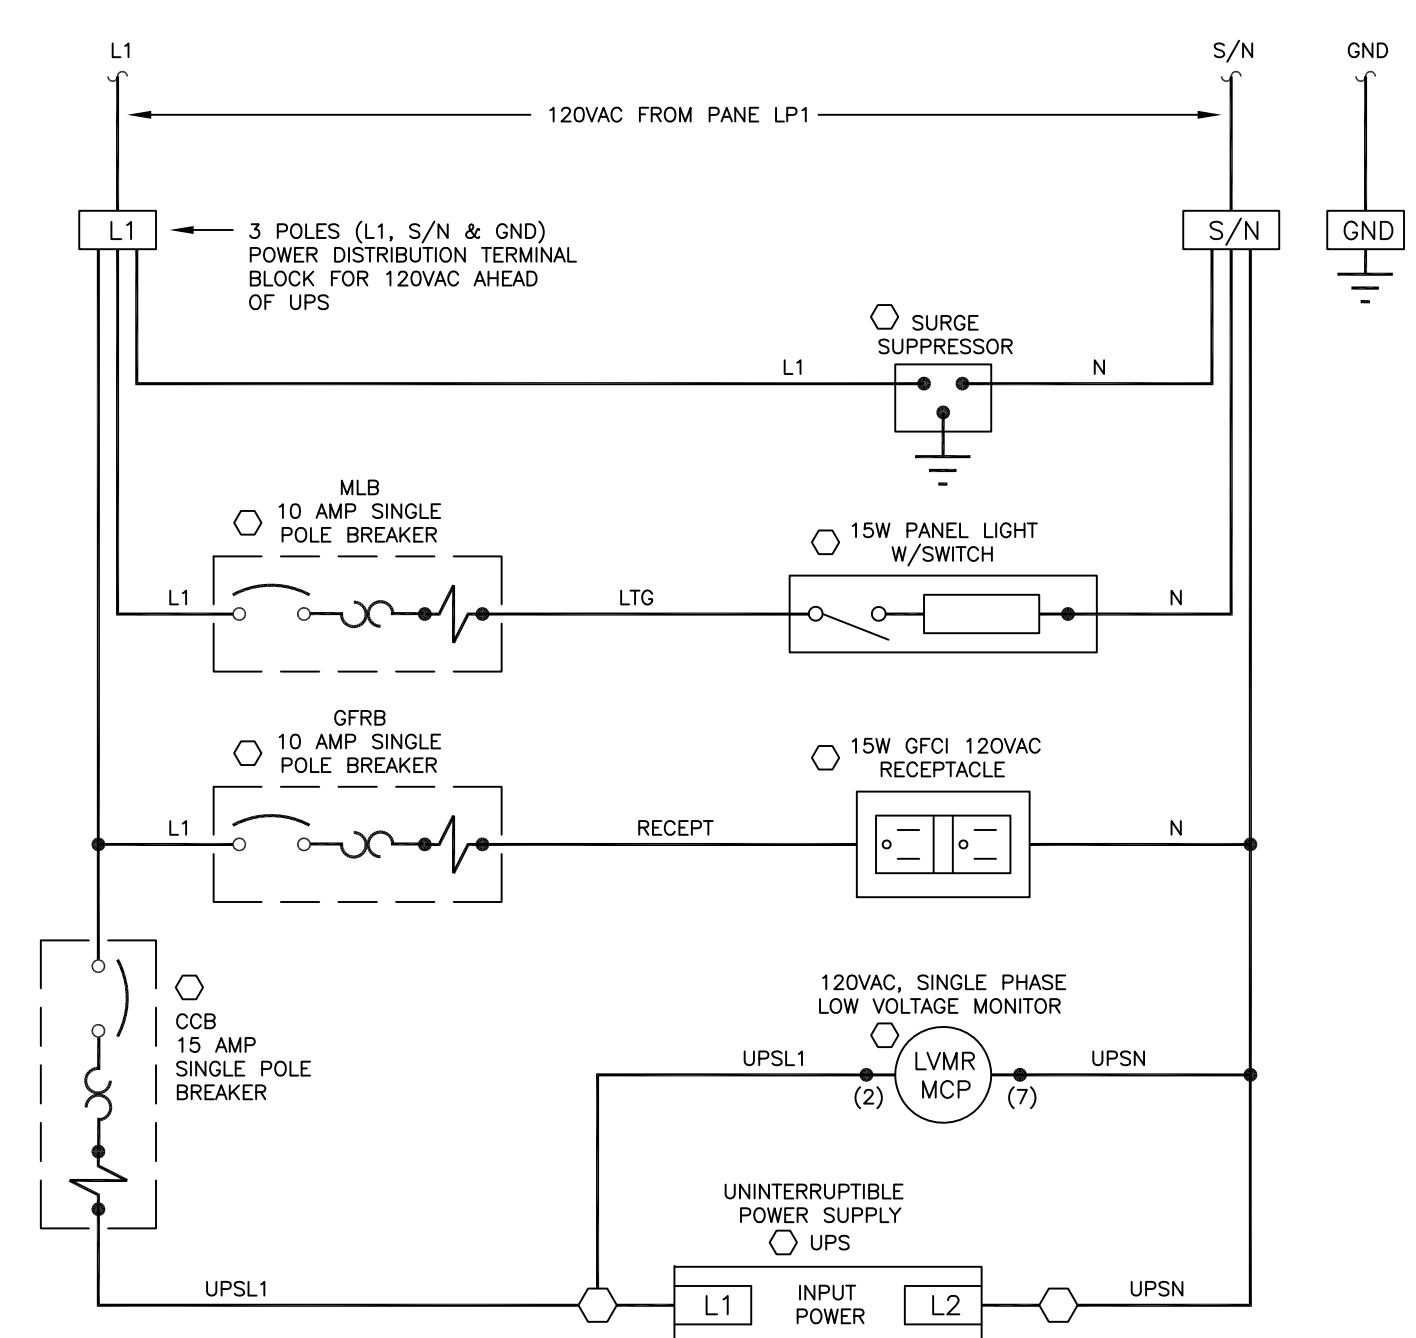 L1
S/N
GND
120VAC FROM PANE LP1
L1
3 POLES (L1, S/N & GND)
POWER DISTRIBUTION TERMINAL
BLOCK FOR 120VAC AHEAD
OF UPS
S/N
GND
SURGE
SUPPRESSOR
L1
N
MLB
10 AMP SINGLE
POLE BREAKER
15W PANEL LIGHT
W/SWITCH
L1
LTG
N
GFRB
10 AMP SINGLE
POLE BREAKER
15W GFCI 120VAC
RECEPTACLE
L1
RECEPT
N
CCB
15 AMP
SINGLE POLE
BREAKER
120VAC, SINGLE PHASE
LOW VOLTAGE MONITOR
UPSL1
(2)
LVMR
MCP
(7)
UPSN
UNINTERRUPTIBLE
POWER SUPPLY
UPS
UPSL1
L1
INPUT
POWER
L2
UPSN